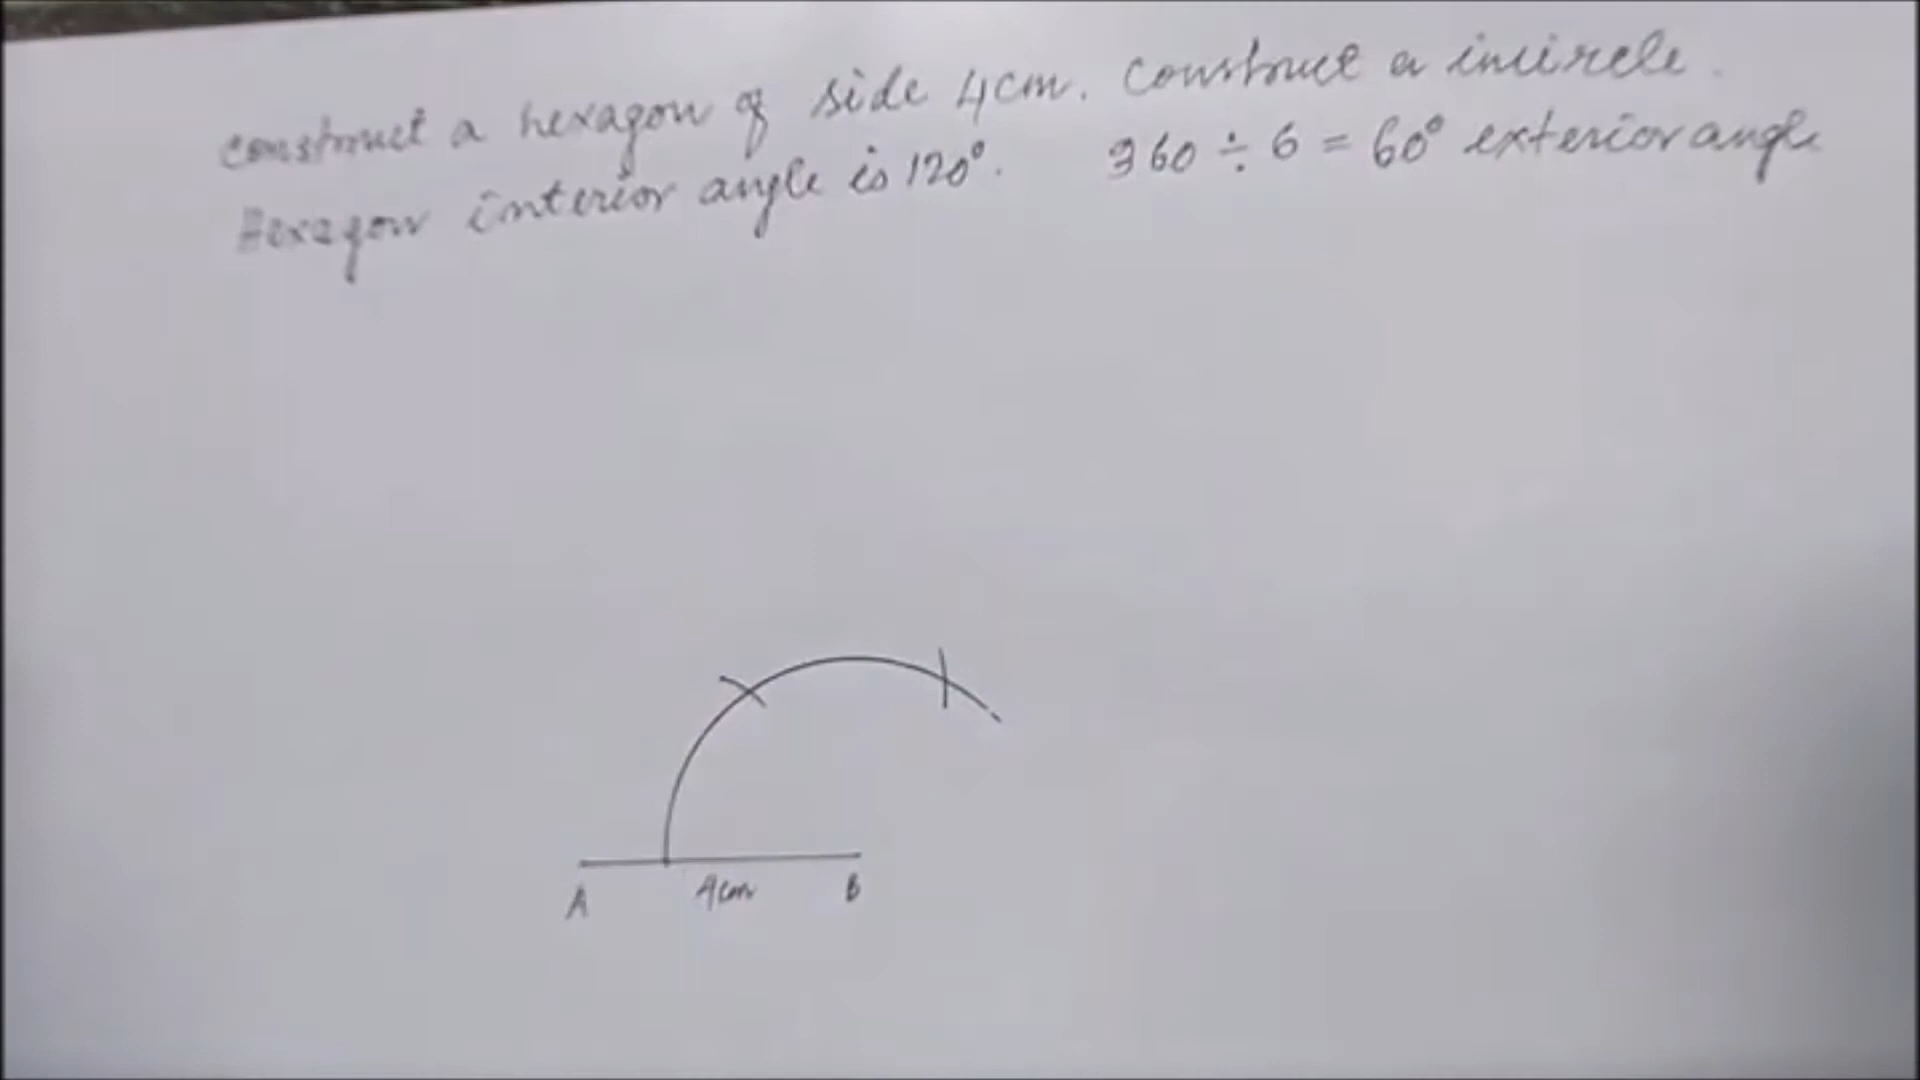 construct a hexagon of side 4cm. Construct a incircle.
Hexagon interior angle is 120°. 360 ÷ 6 = 60° exterior angle
A 4cm B